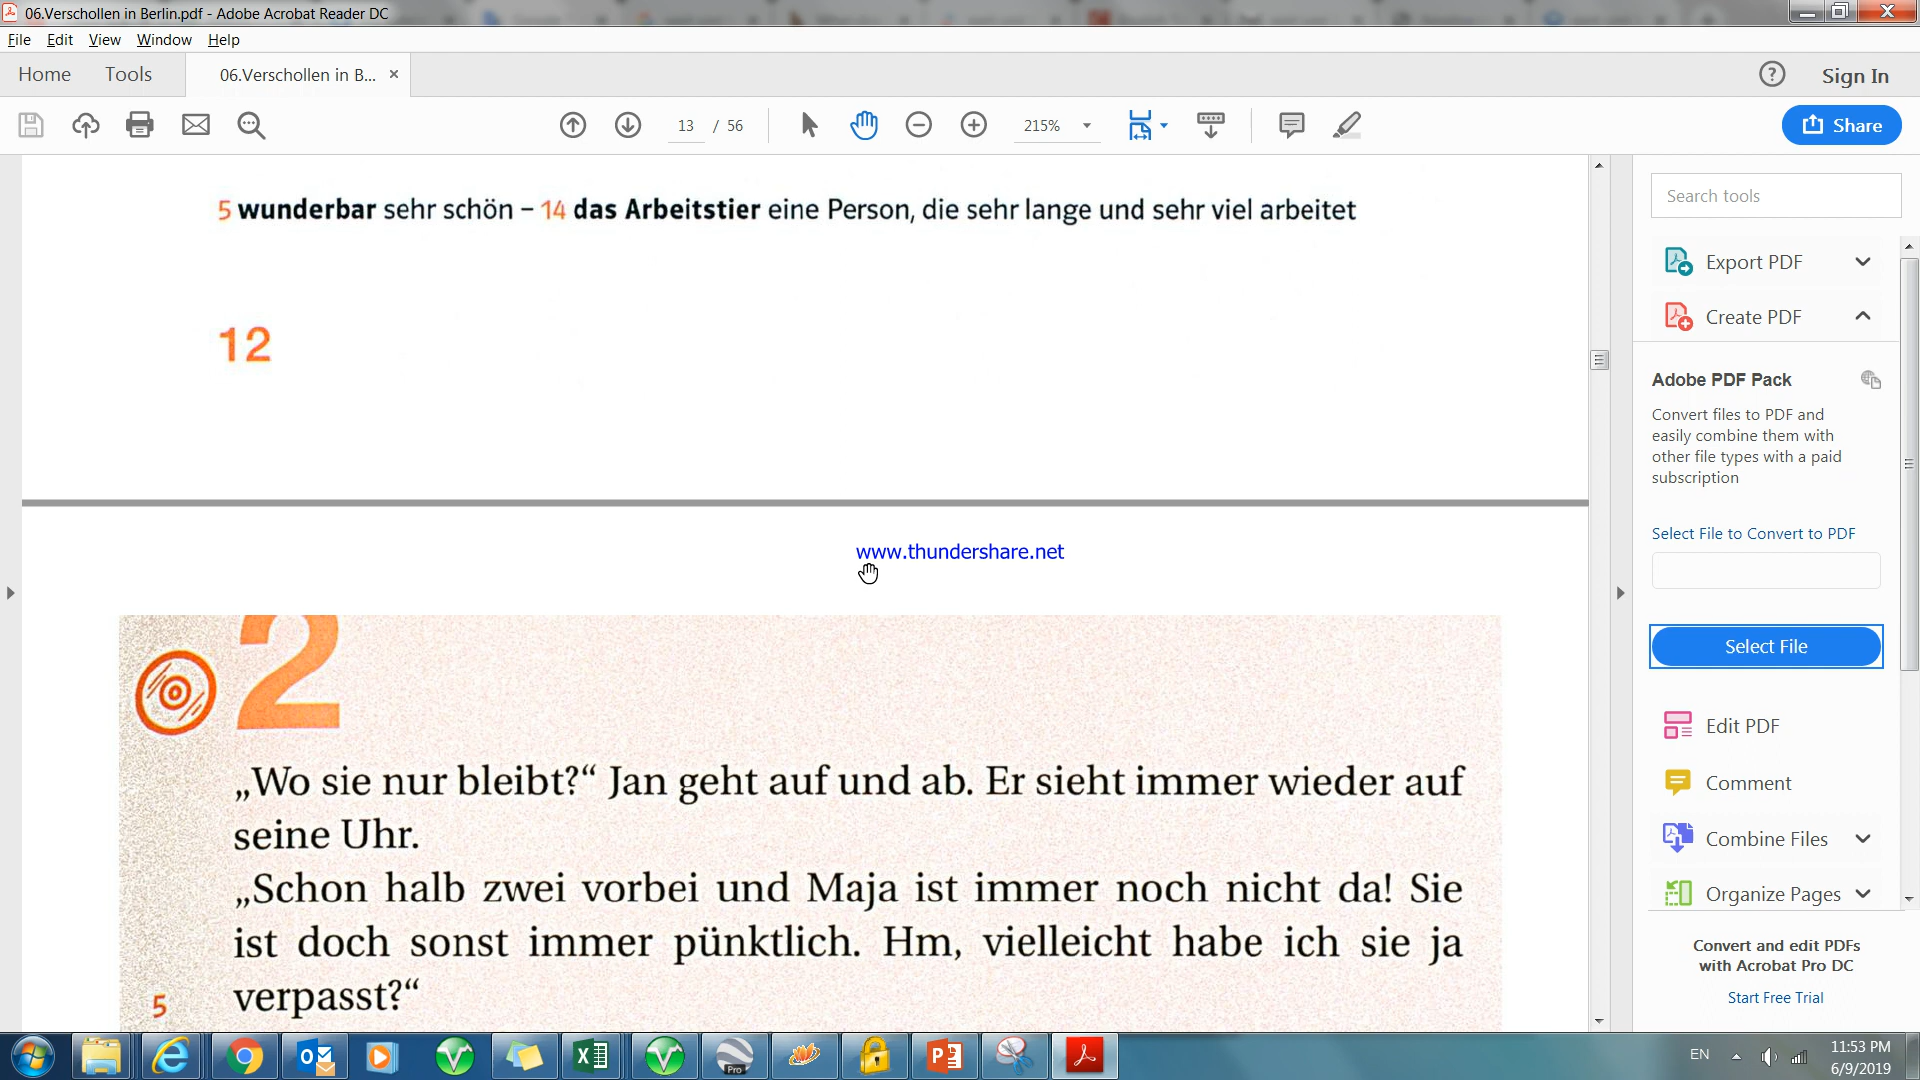 06.Verschollen in Berlin.pdf - Adobe Acrobat Reader DC
File Edit View Window Help
Home Tools 06.Verschollen in B... × Sign In
13 / 56 215% Share
5 wunderbar sehr schön – 14 das Arbeitstier eine Person, die sehr lange und sehr viel arbeitet
12
www.thundershare.net
2
„Wo sie nur bleibt?“ Jan geht auf und ab. Er sieht immer wieder auf
seine Uhr.
„Schon halb zwei vorbei und Maja ist immer noch nicht da! Sie
ist doch sonst immer pünktlich. Hm, vielleicht habe ich sie ja
5 verpasst?“
Search tools
Export PDF
Create PDF
Adobe PDF Pack
Convert files to PDF and
easily combine them with
other file types with a paid
subscription
Select File to Convert to PDF
Select File
Edit PDF
Comment
Combine Files
Organize Pages
Convert and edit PDFs
with Acrobat Pro DC
Start Free Trial
Pro
EN 11:53 PM
6/9/2019